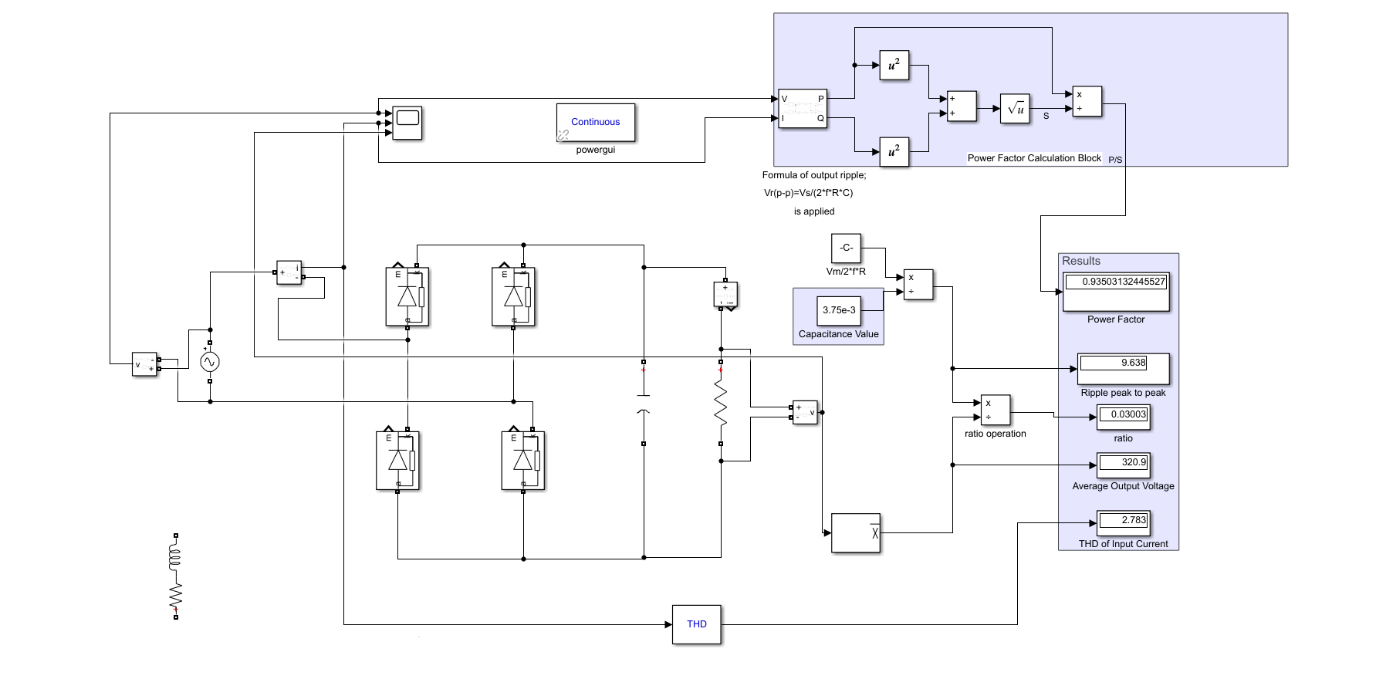 V P
I Q
u²
u²
+
+
√u
S
x
÷
Power Factor Calculation Block
P/S
Continuous
powergui
Formula of output ripple;
Vr(p-p)=Vs/(2*f*R*C)
is applied
-C-
Vm/2*f*R
x
÷
3.75e-3
Capacitance Value
Results
0.93503132445527
Power Factor
9.638
Ripple peak to peak
x
÷
ratio operation
0.03003
ratio
320.9
Average Output Voltage
2.783
THD of Input Current
+ i
-
m
m
m
m
v
-
+
+
+
-
v
X
THD